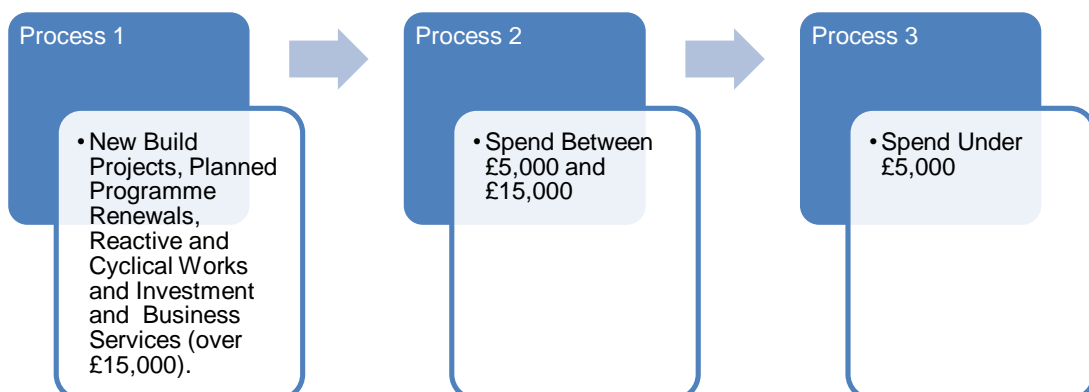 Process 1
• New Build
Projects, Planned
Programme
Renewals,
Reactive and
Cyclical Works
and Investment
and Business
Services (over
£15,000).
Process 2
• Spend Between
£5,000 and
£15,000
Process 3
• Spend Under
£5,000